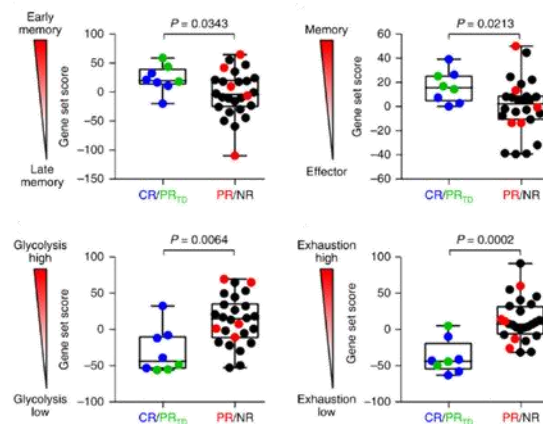 Early
memory
Late
memory
Gene set score
P = 0.0343
100
50
0
−50
−100
−150
CR/PRTD
PR/NR
Memory
Effector
Gene set score
P = 0.0213
60
40
20
0
−20
−40
−60
CR/PRTD
PR/NR
Glycolysis
high
Glycolysis
low
Gene set score
P = 0.0064
100
50
0
−50
−100
CR/PRTD
PR/NR
Exhaustion
high
Exhaustion
low
Gene set score
P = 0.0002
100
50
0
−50
−100
CR/PRTD
PR/NR